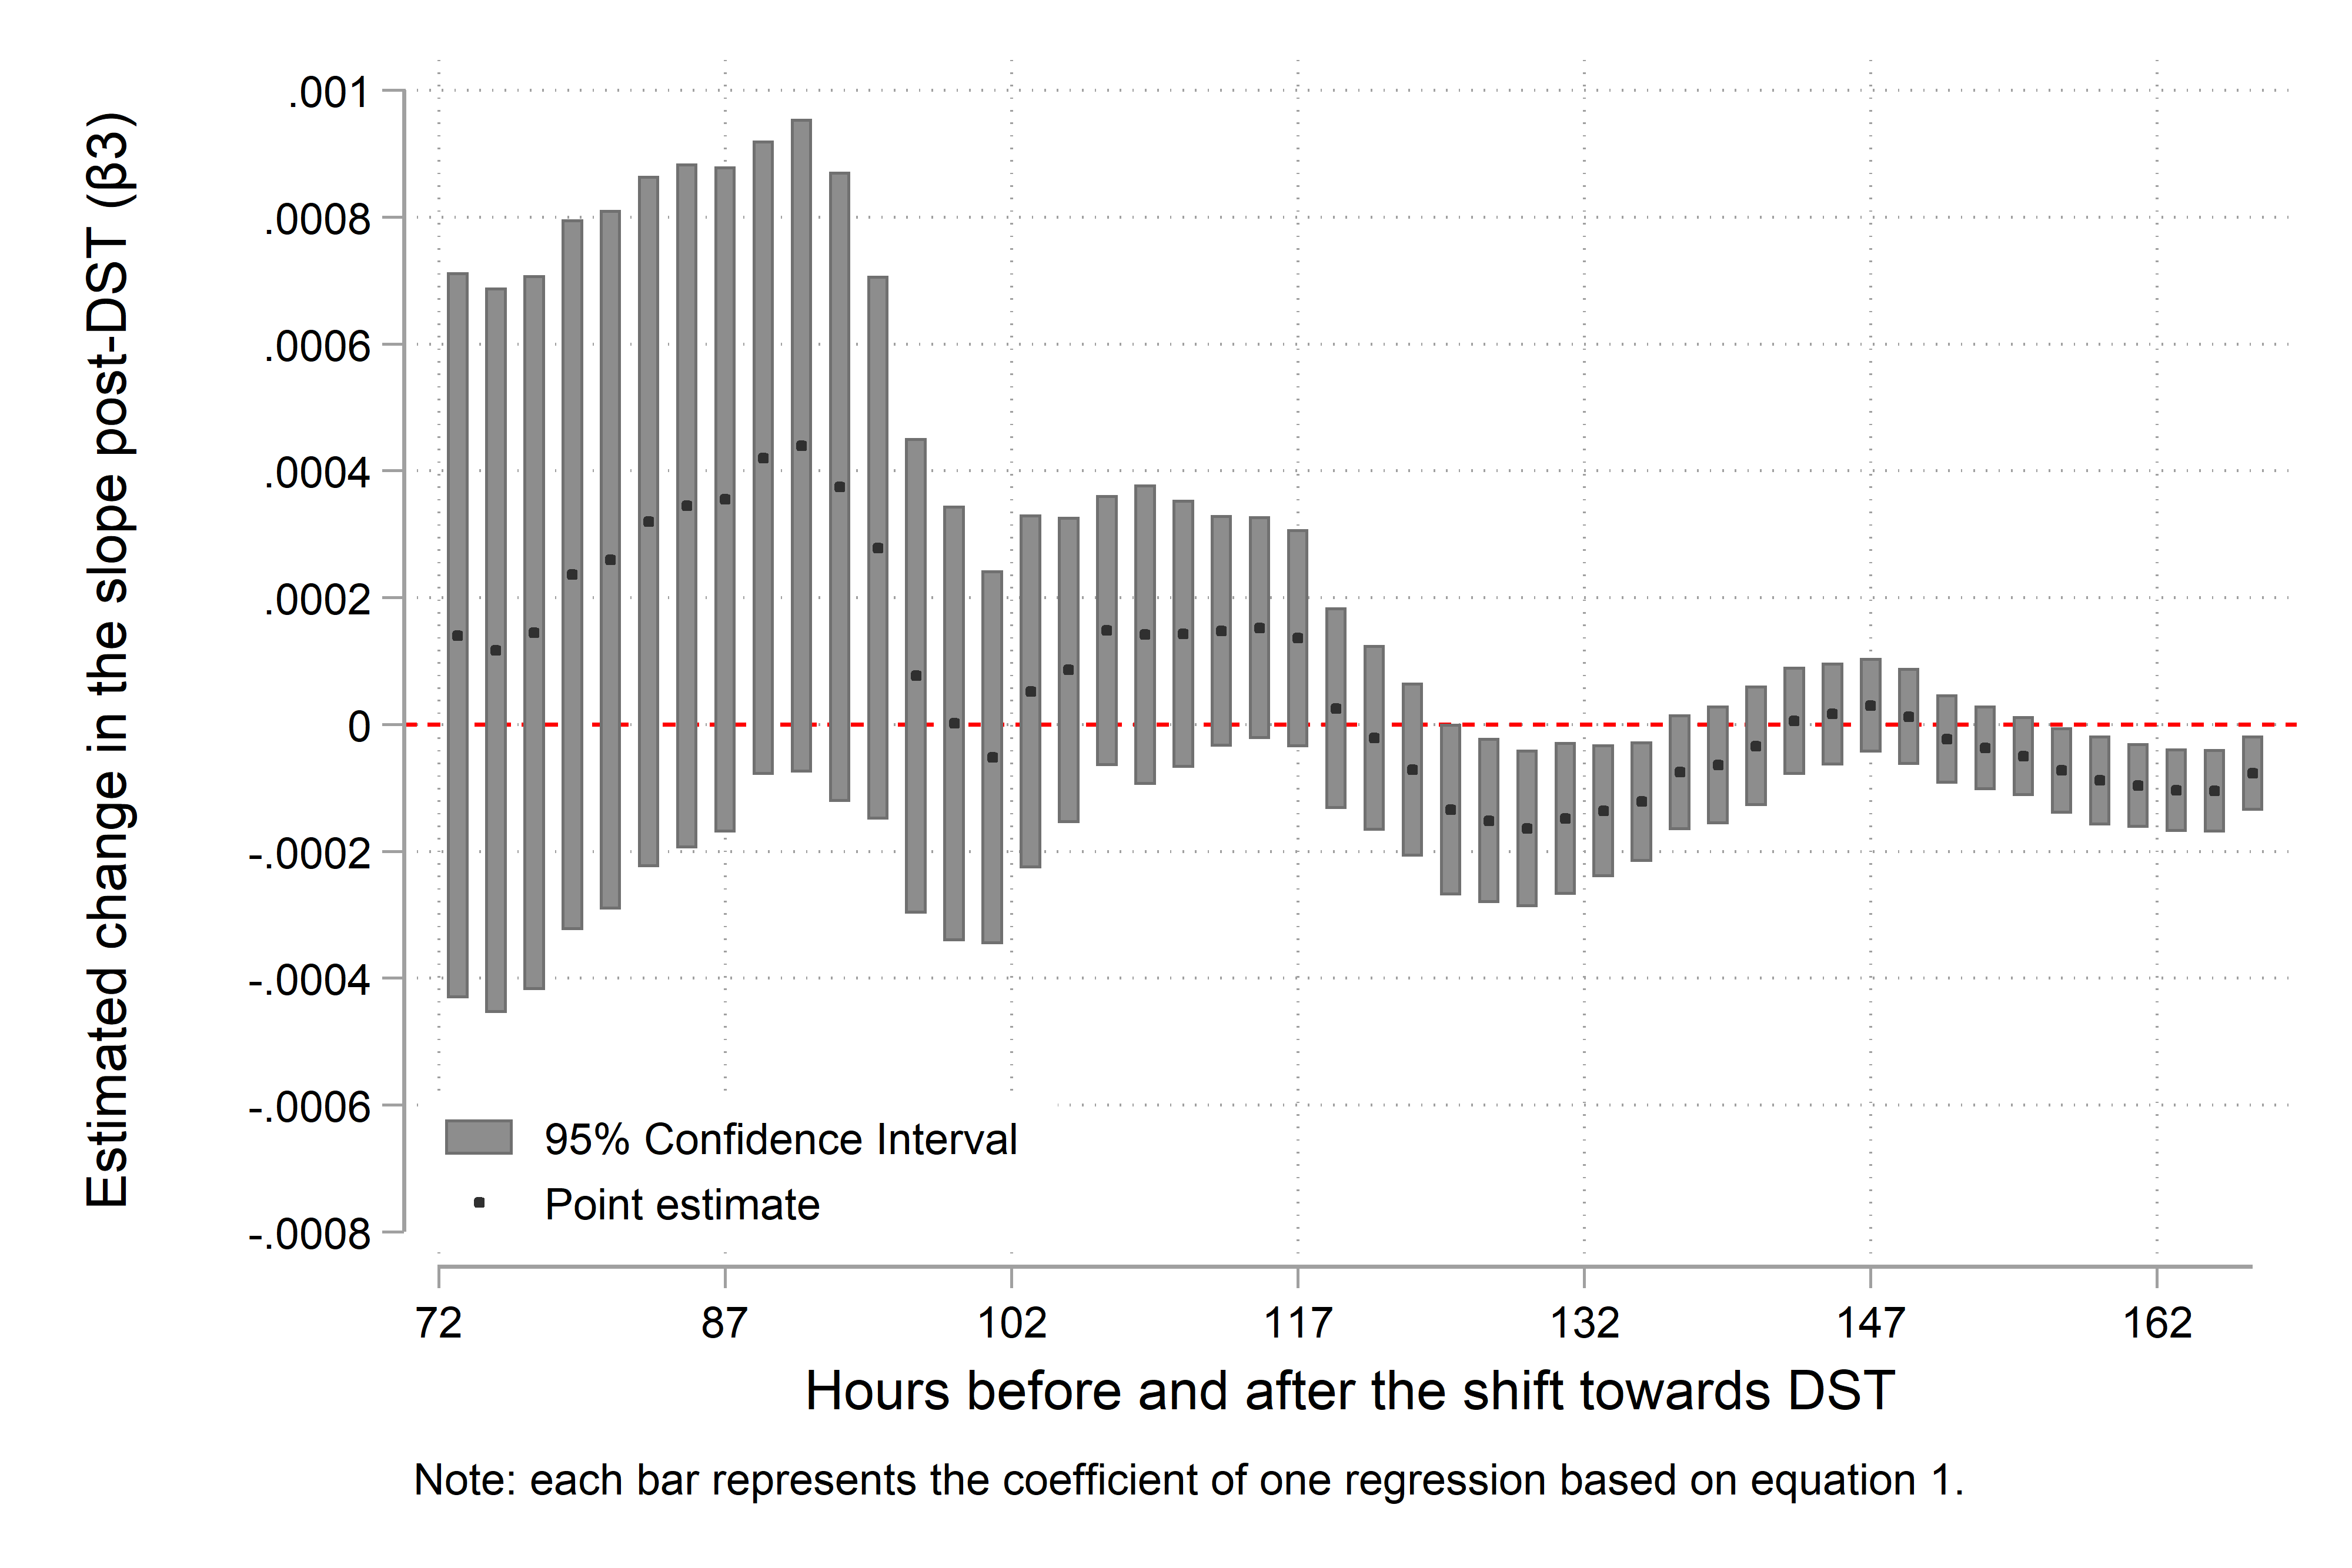 Estimated change in the slope post-DST (β3)
.001
.0008
.0006
.0004
.0002
0
-.0002
-.0004
-.0006
-.0008
95% Confidence Interval
Point estimate
72 87 102 117 132 147 162
Hours before and after the shift towards DST
Note: each bar represents the coefficient of one regression based on equation 1.